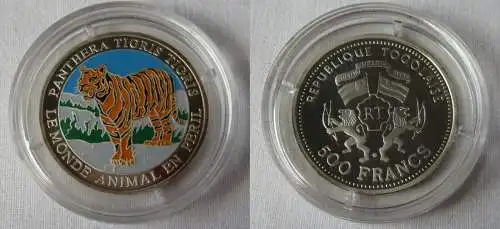 PANTHERA TIGRIS TIGRIS
LE MONDE ANIMAL EN PERIL
REPUBLIQUE TOGOLAISE
RT
500 FRANCS